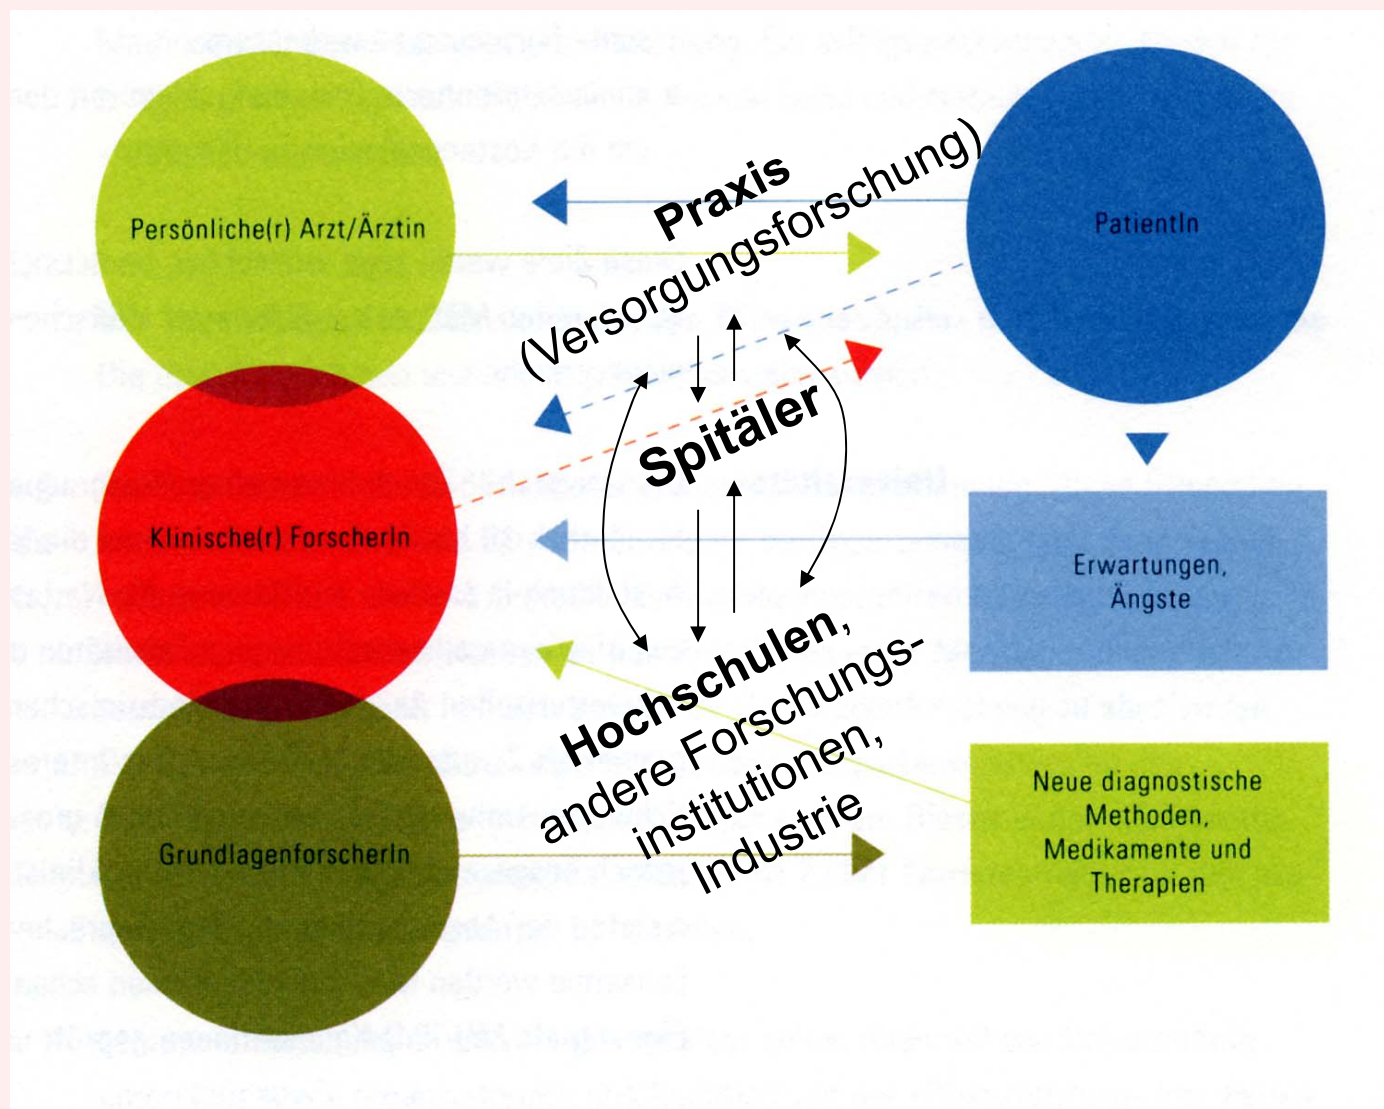 Persönliche(r) Arzt/Ärztin
Praxis
(Versorgungsforschung)
PatientIn
Spitäler
Klinische(r) ForscherIn
Erwartungen,
Ängste
Hochschulen,
andere Forschungs-
institutionen,
Industrie
Neue diagnostische
Methoden,
Medikamente und
Therapien
GrundlagenforscherIn